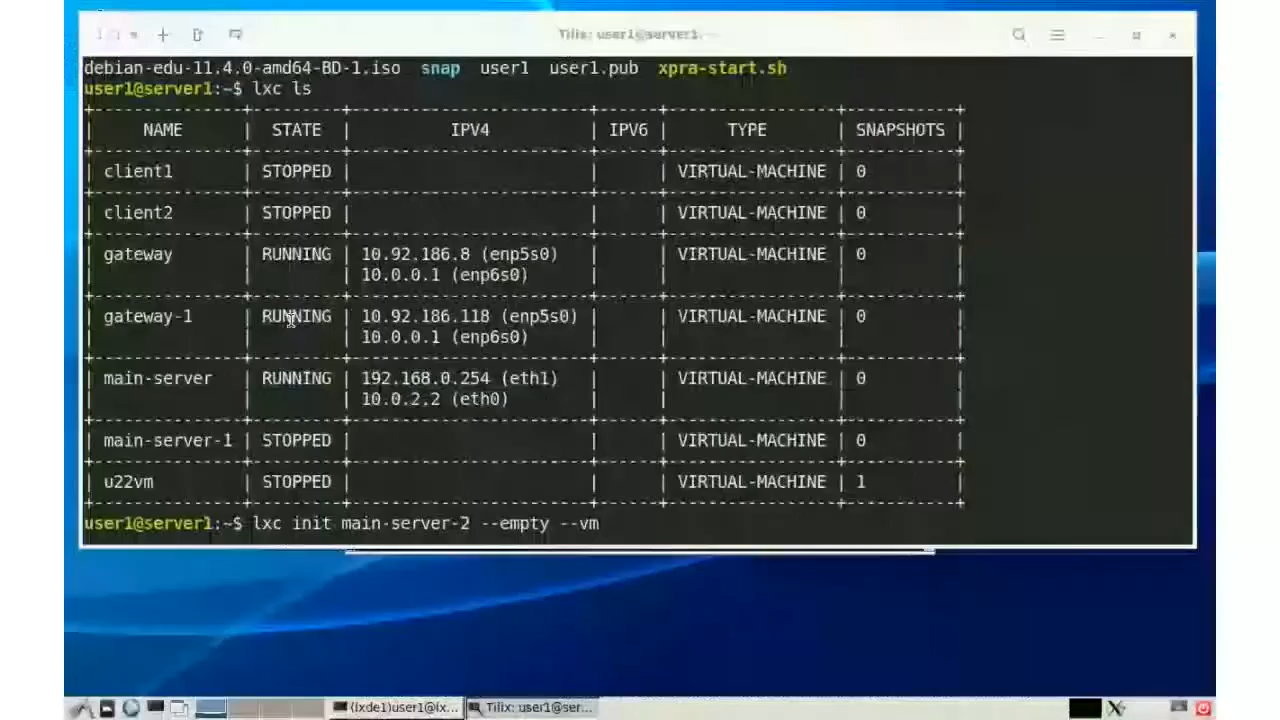 Tilix: user1@server1: ~
debian-edu-11.4.0-amd64-BD-1.iso snap user1 user1.pub xpra-start.sh
user1@server1:~$ lxc ls
NAME | STATE | IPV4 | IPV6 | TYPE | SNAPSHOTS
client1 | STOPPED | | | VIRTUAL-MACHINE | 0
client2 | STOPPED | | | VIRTUAL-MACHINE | 0
gateway | RUNNING | 10.92.186.8 (enp5s0) | | VIRTUAL-MACHINE | 0
10.0.0.1 (enp6s0)
gateway-1 | RUNNING | 10.92.186.118 (enp5s0) | | VIRTUAL-MACHINE | 0
10.0.0.1 (enp6s0)
main-server | RUNNING | 192.168.0.254 (eth1) | | VIRTUAL-MACHINE | 0
10.0.2.2 (eth0)
main-server-1 | STOPPED | | | VIRTUAL-MACHINE | 0
u22vm | STOPPED | | | VIRTUAL-MACHINE | 1
user1@server1:~$ lxc init main-server-2 --empty --vm
(lxde1)user1@lx... Tilix: user1@ser...